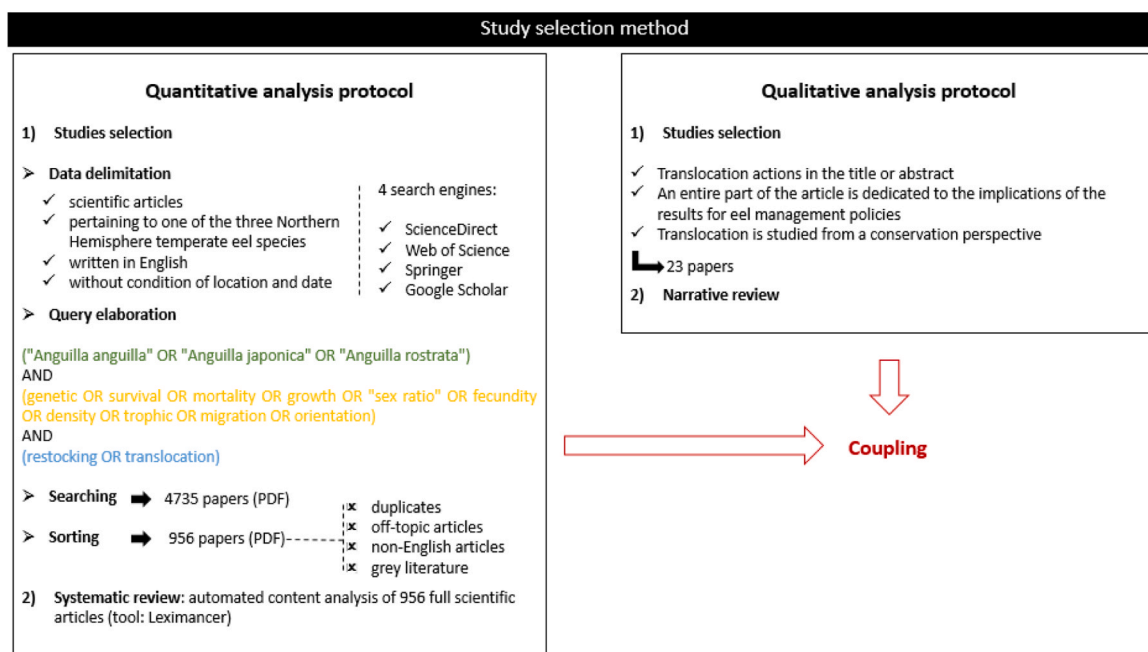 Study selection method
Quantitative analysis protocol
1) Studies selection
➢ Data delimitation
✓ scientific articles
✓ pertaining to one of the three Northern
Hemisphere temperate eel species
✓ written in English
✓ without condition of location and date
4 search engines:
✓ ScienceDirect
✓ Web of Science
✓ Springer
✓ Google Scholar
➢ Query elaboration
("Anguilla anguilla" OR "Anguilla japonica" OR "Anguilla rostrata")
AND
(genetic OR survival OR mortality OR growth OR "sex ratio" OR fecundity
OR density OR trophic OR migration OR orientation)
AND
(restocking OR translocation)
➢ Searching ➡ 4735 papers (PDF)
➢ Sorting ➡ 956 papers (PDF)
x duplicates
x off-topic articles
x non-English articles
x grey literature
2) Systematic review: automated content analysis of 956 full scientific
articles (tool: Leximancer)
Qualitative analysis protocol
1) Studies selection
✓ Translocation actions in the title or abstract
✓ An entire part of the article is dedicated to the implications of the
results for eel management policies
✓ Translocation is studied from a conservation perspective
23 papers
2) Narrative review
Coupling